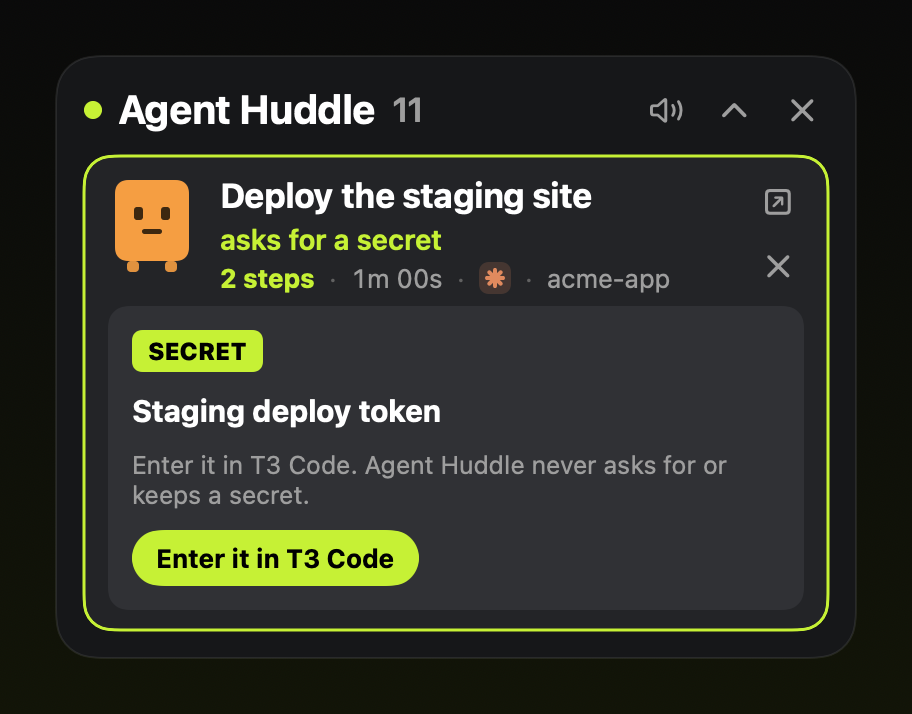 Agent Huddle 11
Deploy the staging site
asks for a secret
2 steps · 1m 00s · · acme-app
SECRET
Staging deploy token
Enter it in T3 Code. Agent Huddle never asks for or
keeps a secret.
Enter it in T3 Code